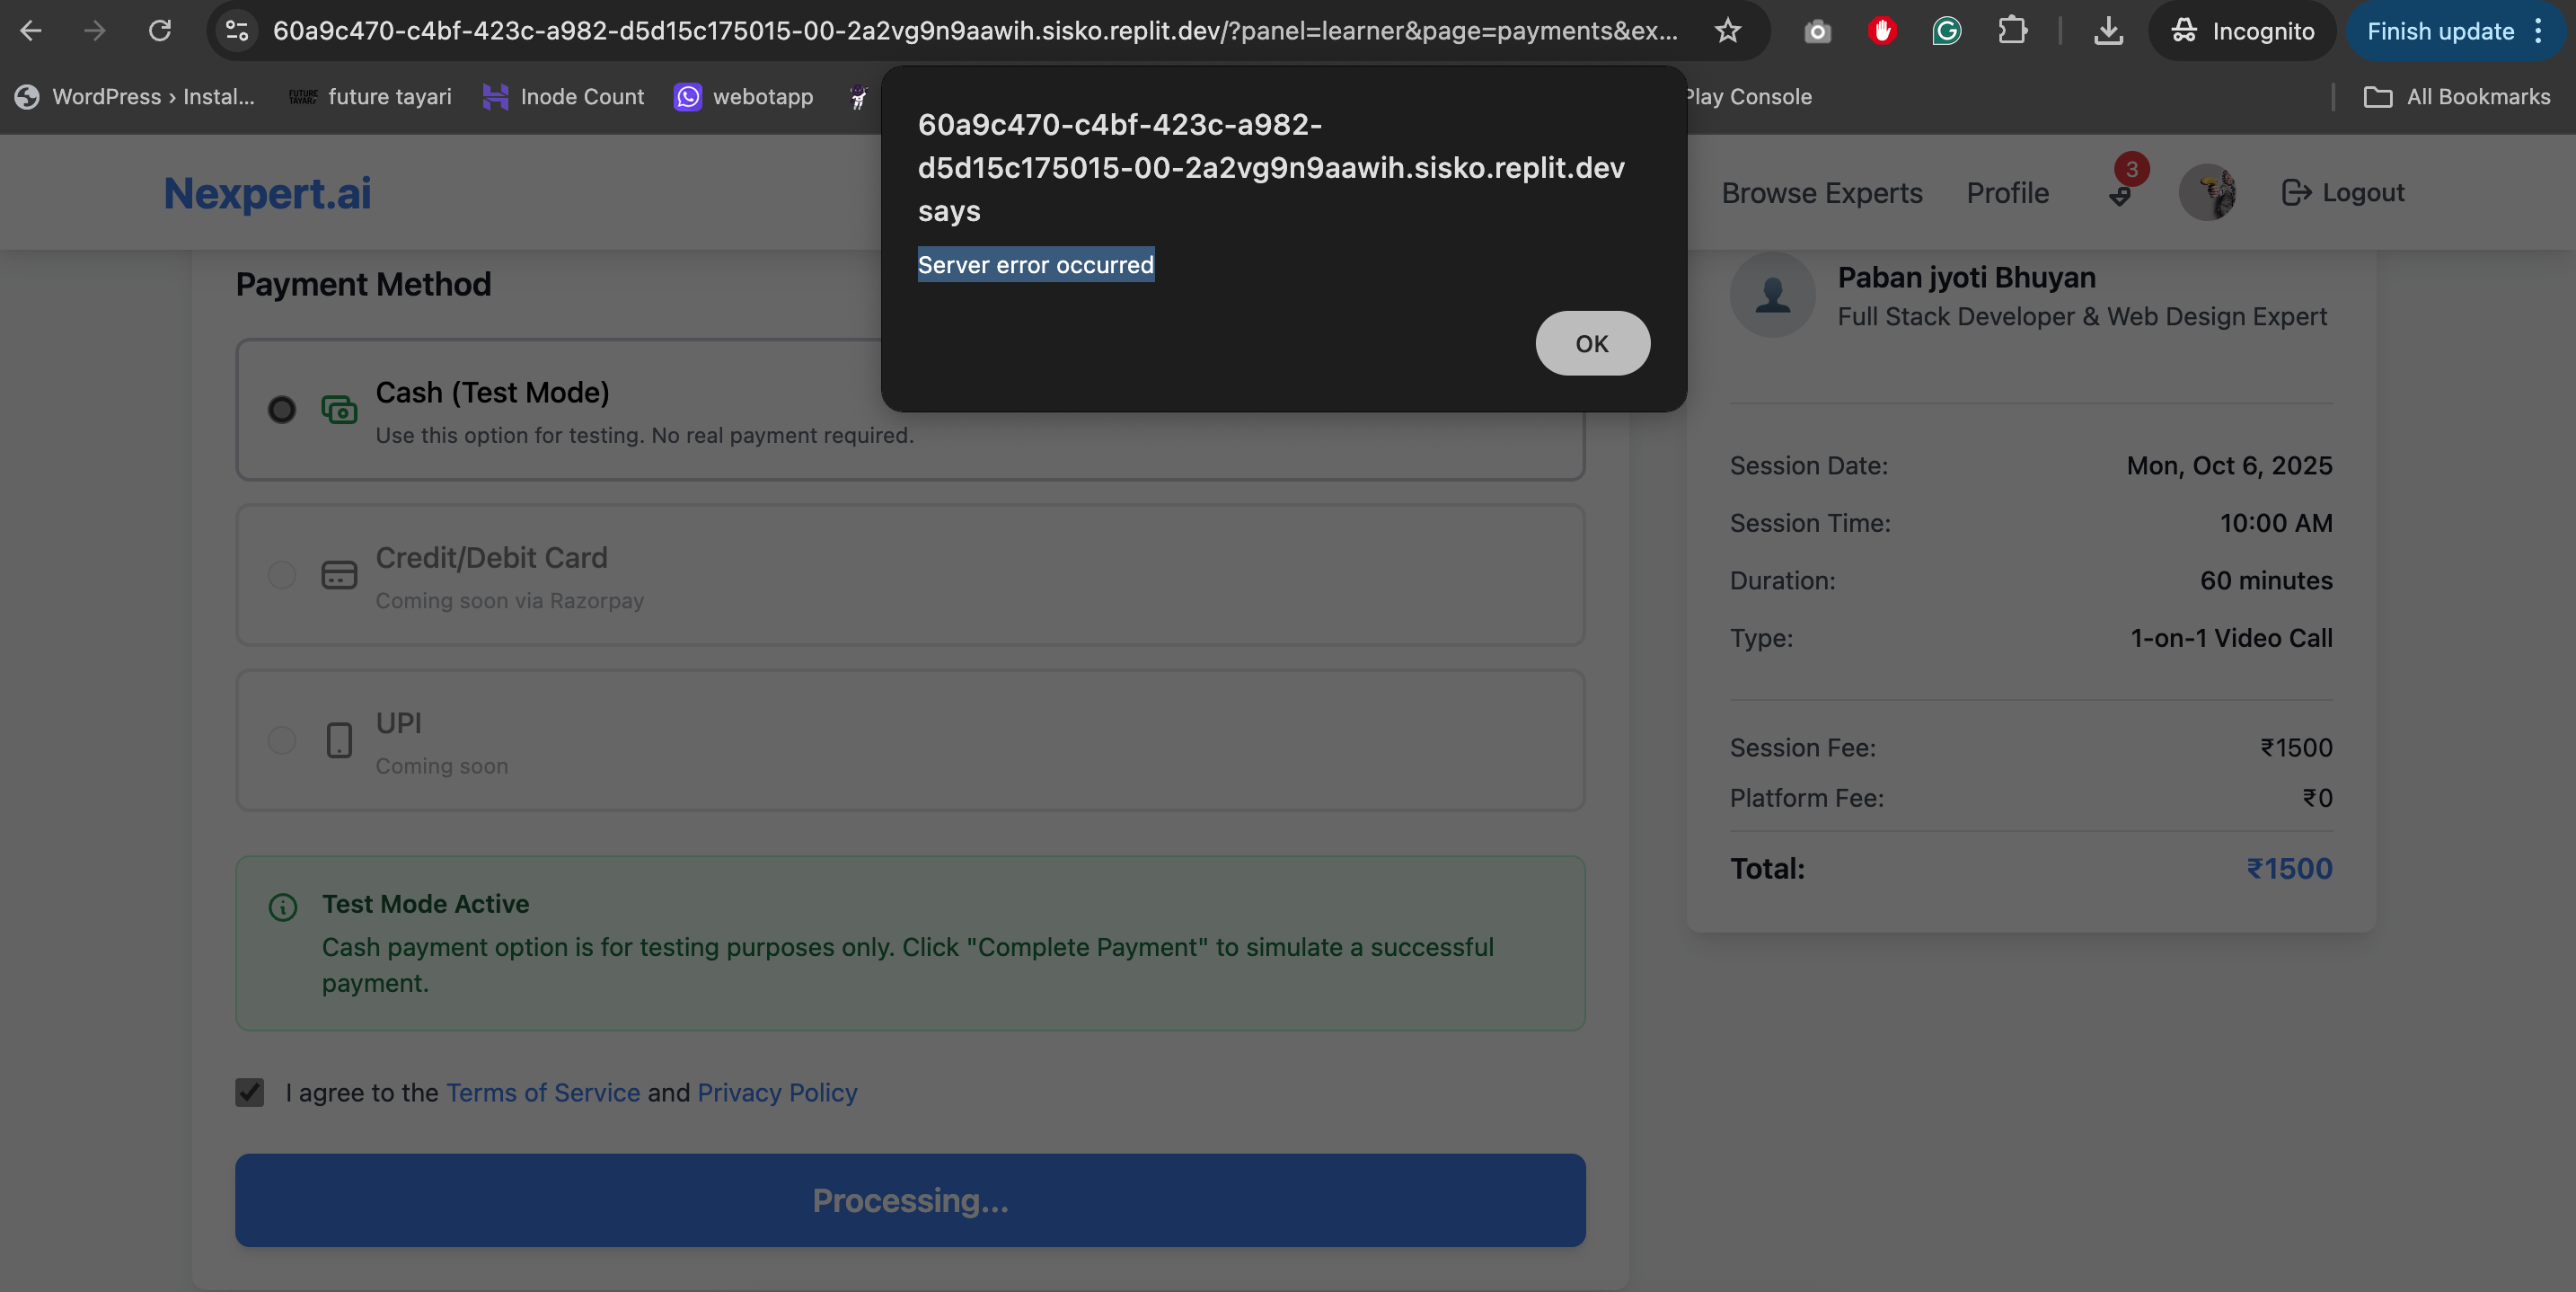 60a9c470-c4bf-423c-a982-d5d15c175015-00-2a2vg9n9aawih.sisko.replit.dev/?panel=learner&page=payments&ex...
Incognito
Finish update
WordPress › Instal...
FUTURE TAYARI
future tayari
Inode Count
webotapp
Play Console
All Bookmarks
60a9c470-c4bf-423c-a982-
d5d15c175015-00-2a2vg9n9aawih.sisko.replit.dev
says
Server error occurred
OK
Nexpert.ai
Browse Experts
Profile
3
Logout
Payment Method
Cash (Test Mode)
Use this option for testing. No real payment required.
Credit/Debit Card
Coming soon via Razorpay
UPI
Coming soon
Test Mode Active
Cash payment option is for testing purposes only. Click "Complete Payment" to simulate a successful
payment.
I agree to the Terms of Service and Privacy Policy
Processing...
Paban jyoti Bhuyan
Full Stack Developer & Web Design Expert
Session Date: Mon, Oct 6, 2025
Session Time: 10:00 AM
Duration: 60 minutes
Type: 1-on-1 Video Call
Session Fee: ₹1500
Platform Fee: ₹0
Total: ₹1500